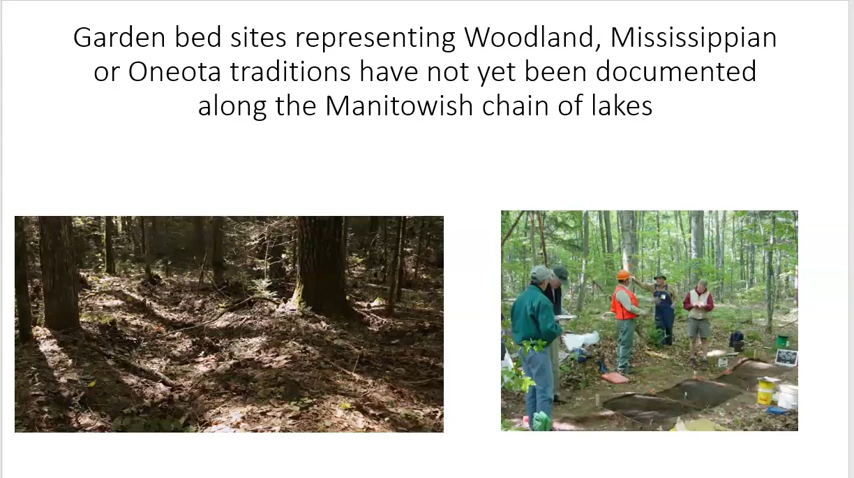 Garden bed sites representing Woodland, Mississippian
or Oneota traditions have not yet been documented
along the Manitowish chain of lakes